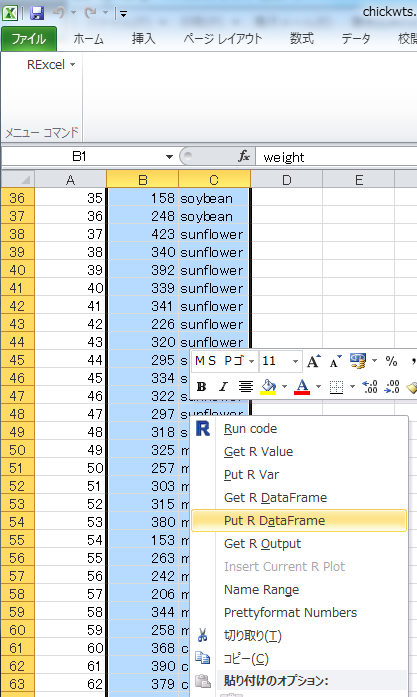 chickwts.
ファイル ホーム 挿入 ページ レイアウト 数式 データ 校閲
RExcel
メニュー コマンド
B1 fx weight
A B C D E
36 35 158 soybean
37 36 248 soybean
38 37 423 sunflower
39 38 340 sunflower
40 39 392 sunflower
41 40 339 sunflower
42 41 341 sunflower
43 42 226 sunflower
44 43 320 sunflower
45 44 295 s
ＭＳ Ｐゴ 11 A A %
46 45 334 s
47 46 322 s
B I A .00 .0
48 47 297 sunflower
49 48 318 s
R Run code
50 49 325 m
Get R Value
51 50 257 m
52 51 303 m
Put R Var
53 52 315 m
Get R DataFrame
54 53 380 m
Put R DataFrame
55 54 153 m
Get R Output
56 55 263 m
Insert Current R Plot
57 56 242 m
58 57 206 m
Name Range
59 58 344 m
Prettyformat Numbers
60 59 258 m
切り取り(T)
61 60 368 c
コピー(C)
62 61 390 c
貼り付けのオプション:
63 62 379 c